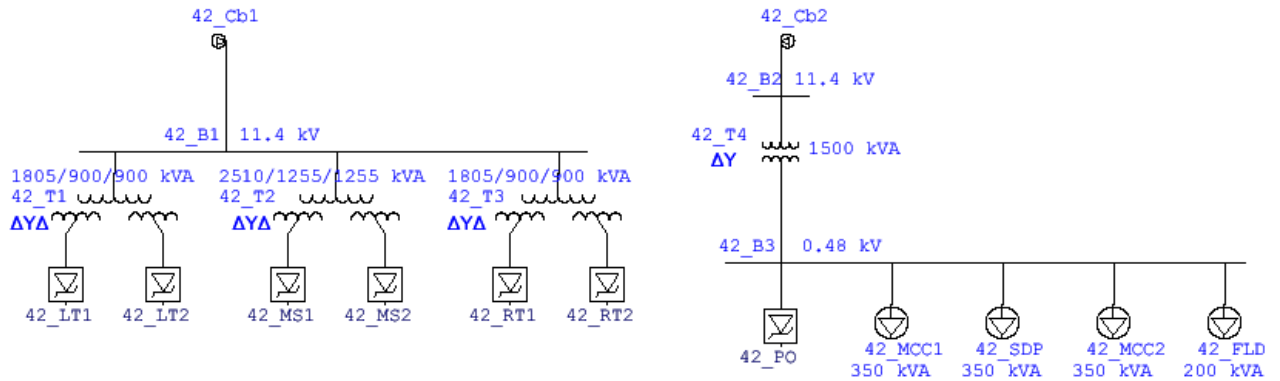 42_Cb1
42_Cb2
42_B2 11.4 kV
42_B1 11.4 kV
42_T4
1500 kVA
ΔY
1805/900/900 kVA
2510/1255/1255 kVA
1805/900/900 kVA
42_T1
42_T2
42_T3
ΔYΔ
ΔYΔ
ΔYΔ
42_B3 0.48 kV
42_LT1
42_LT2
42_MS1
42_MS2
42_RT1
42_RT2
42_PO
42_MCC1
350 kVA
42_SDP
350 kVA
42_MCC2
350 kVA
42_FLD
200 kVA